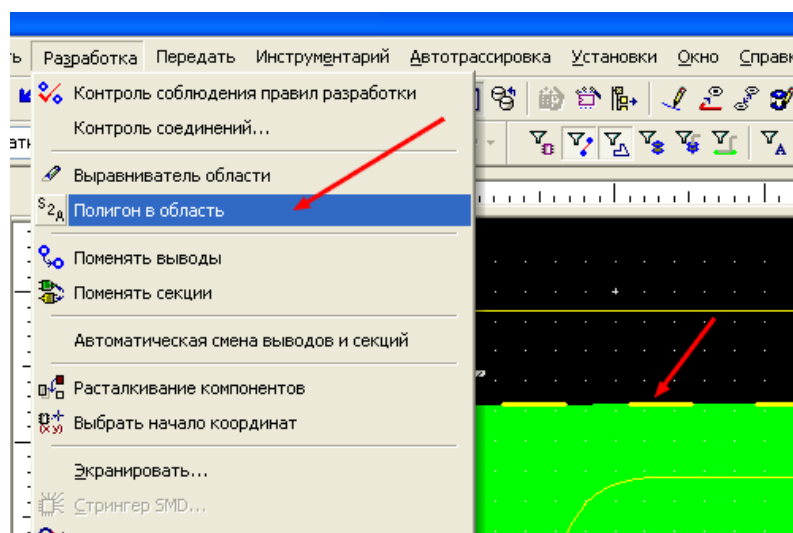 ь Разработка Передать Инструментарий Автотрассировка Установки Окно Справ
Контроль соблюдения правил разработки
Контроль соединений...
Выравниватель области
Полигон в область
Поменять выводы
Поменять секции
Автоматическая смена выводов и секций
Расталкивание компонентов
Выбрать начало координат
Экранировать...
Стрингер SMD...